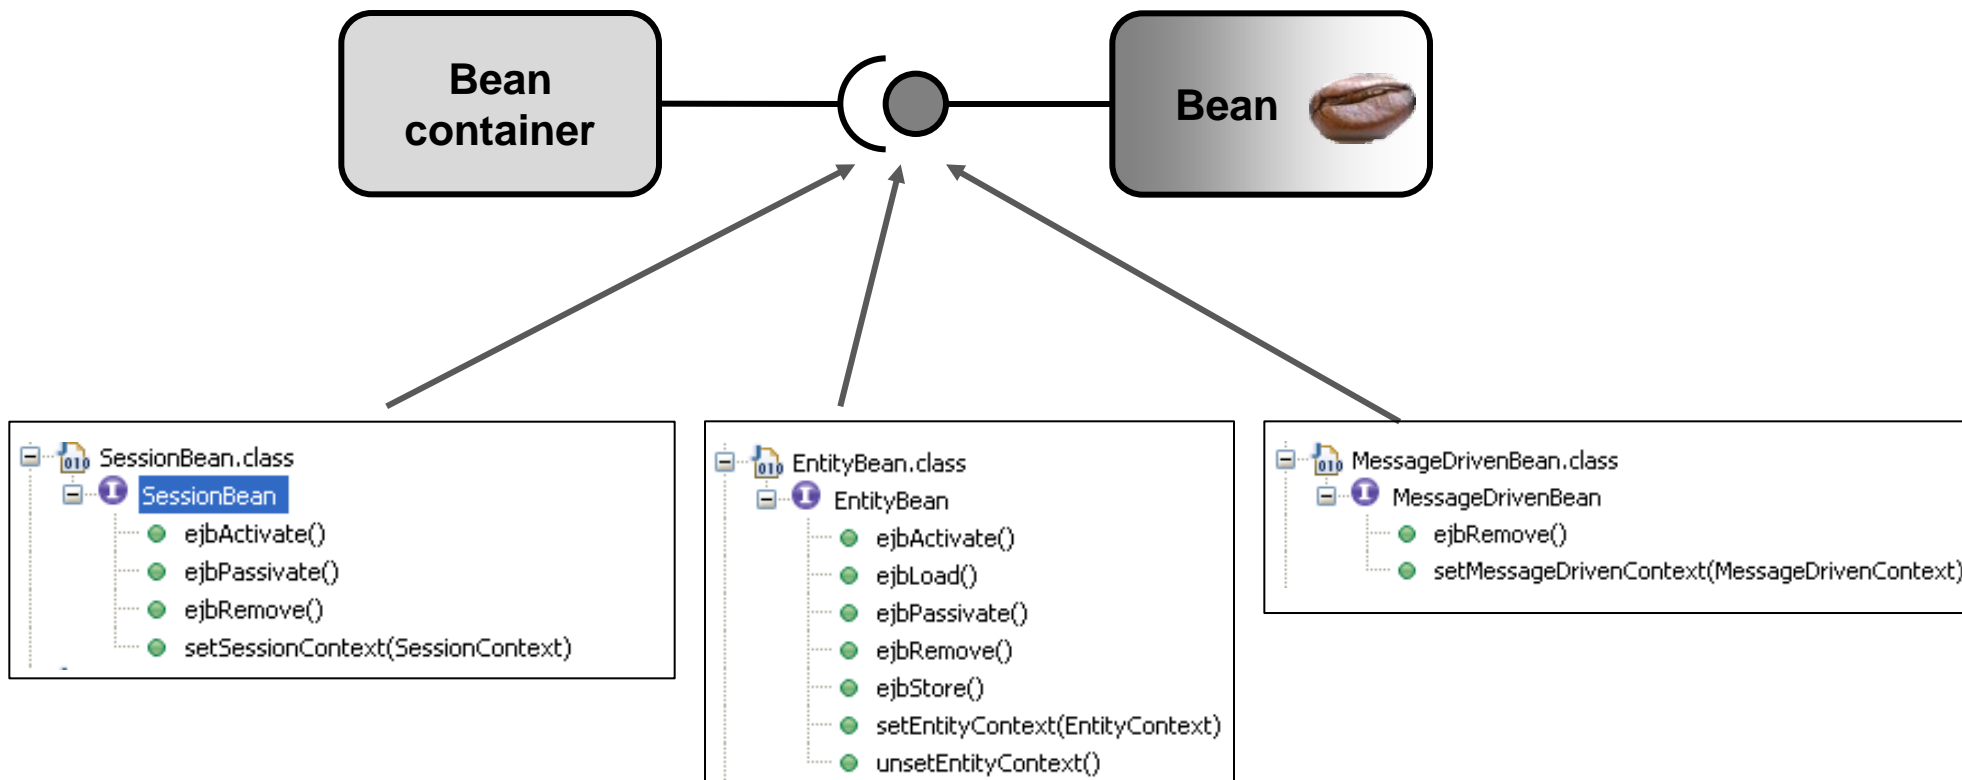 Bean
container
Bean
SessionBean.class
SessionBean
ejbActivate()
ejbPassivate()
ejbRemove()
setSessionContext(SessionContext)
EntityBean.class
EntityBean
ejbActivate()
ejbLoad()
ejbPassivate()
ejbRemove()
ejbStore()
setEntityContext(EntityContext)
unsetEntityContext()
MessageDrivenBean.class
MessageDrivenBean
ejbRemove()
setMessageDrivenContext(MessageDrivenContext)